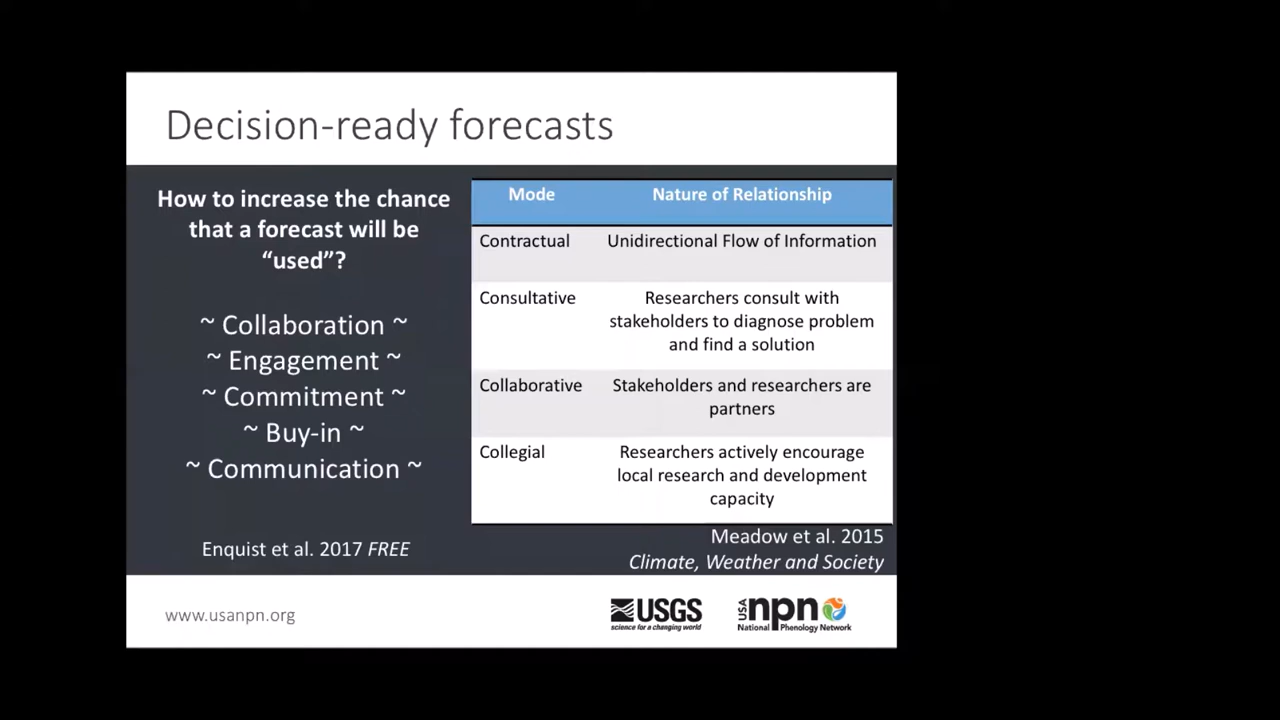 Decision-ready forecasts
How to increase the chance
that a forecast will be
“used”?
~ Collaboration ~
~ Engagement ~
~ Commitment ~
~ Buy-in ~
~ Communication ~
Enquist et al. 2017 FREE
Mode Nature of Relationship
Contractual Unidirectional Flow of Information
Consultative Researchers consult with
stakeholders to diagnose problem
and find a solution
Collaborative Stakeholders and researchers are
partners
Collegial Researchers actively encourage
local research and development
capacity
Meadow et al. 2015
Climate, Weather and Society
www.usanpn.org
USGS
science for a changing world
USA npn
National Phenology Network